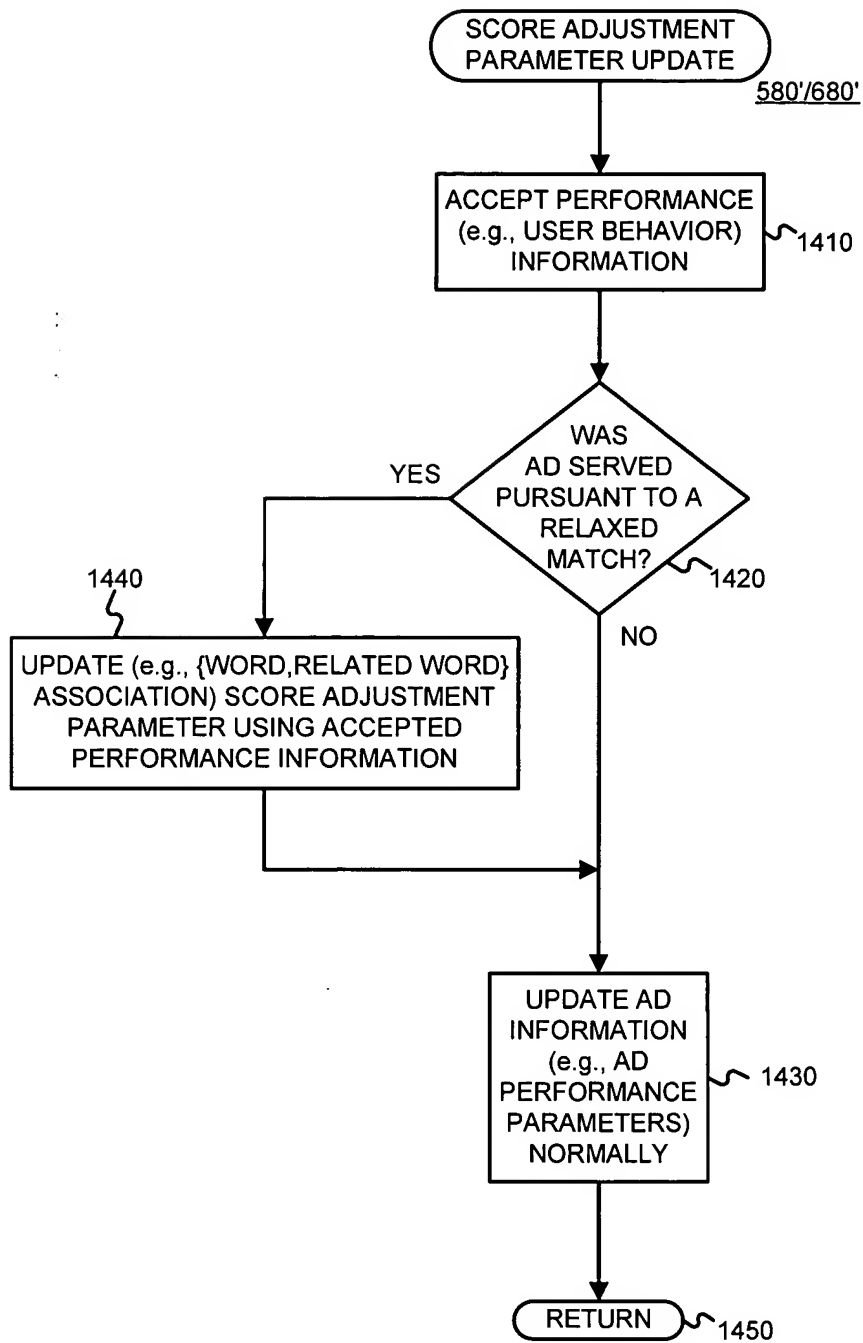 SCORE ADJUSTMENT
PARAMETER UPDATE
580'/680'
ACCEPT PERFORMANCE
(e.g., USER BEHAVIOR)
INFORMATION
1410
WAS
AD SERVED
PURSUANT TO A
RELAXED
MATCH?
1420
YES
NO
1440
UPDATE (e.g., {WORD,RELATED WORD}
ASSOCIATION) SCORE ADJUSTMENT
PARAMETER USING ACCEPTED
PERFORMANCE INFORMATION
UPDATE AD
INFORMATION
(e.g., AD
PERFORMANCE
PARAMETERS)
NORMALLY
1430
RETURN
1450